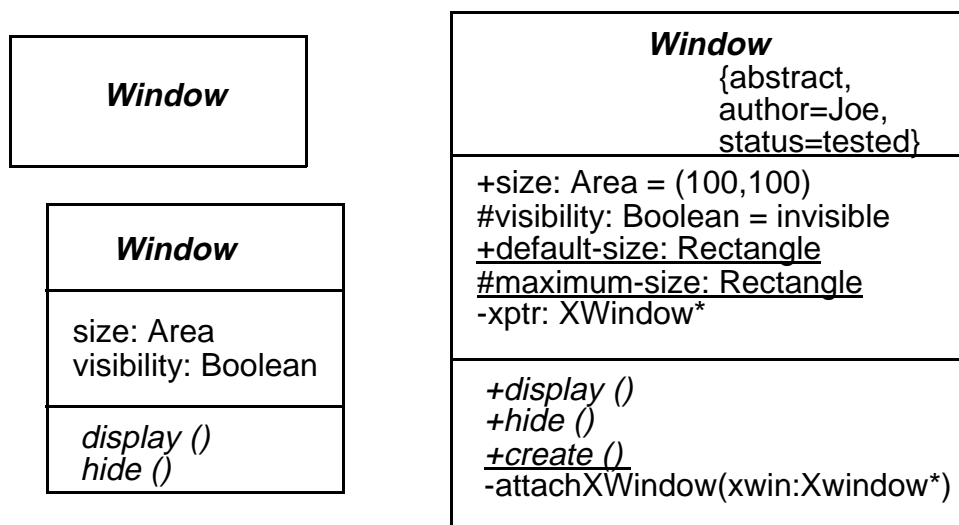 Window
Window
size: Area
visibility: Boolean
display ()
hide ()
Window
{abstract,
author=Joe,
status=tested}
+size: Area = (100,100)
#visibility: Boolean = invisible
+default-size: Rectangle
#maximum-size: Rectangle
-xptr: XWindow*
+display ()
+hide ()
+create ()
-attachXWindow(xwin:Xwindow*)